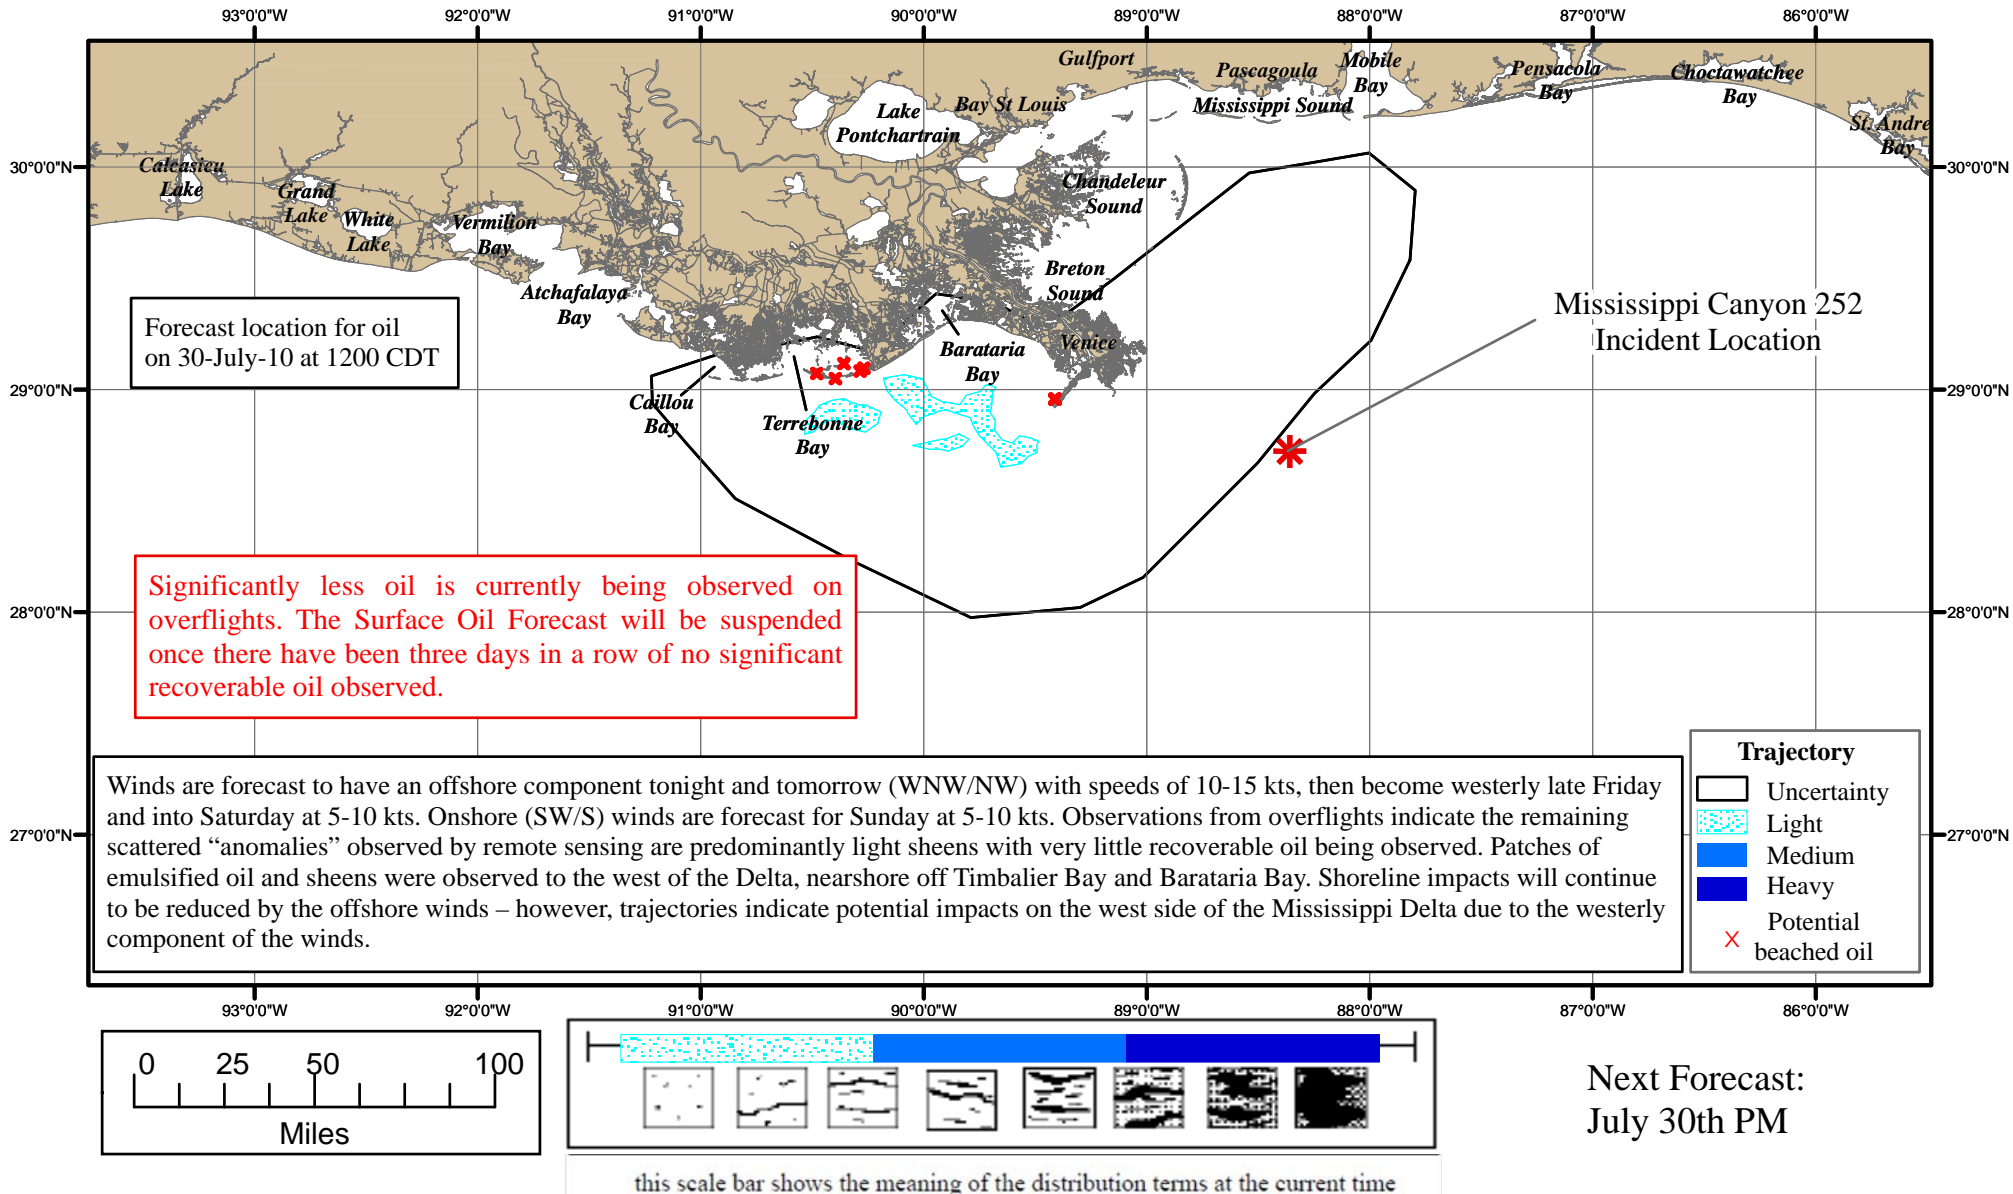 93°0'0"W 92°0'0"W 91°0'0"W 90°0'0"W 89°0'0"W 88°0'0"W 87°0'0"W 86°0'0"W
Gulfport
Pascagoula
Mobile
Bay
Pensacola
Bay
Choctawatchee
Bay
St. Andre
Bay
Mississippi Sound
Bay St Louis
Lake
Pontchartrain
30°0'0"N
30°0'0"N
Calcasieu
Lake
Grand
Lake
White
Lake
Vermilion
Bay
Chandeleur
Sound
Atchafalaya
Bay
Breton
Sound
Venice
Barataria
Bay
Caillou
Bay
Terrebonne
Bay
Forecast location for oil
on 30-July-10 at 1200 CDT
Mississippi Canyon 252
Incident Location
29°0'0"N
29°0'0"N
Significantly less oil is currently being observed on
overflights. The Surface Oil Forecast will be suspended
once there have been three days in a row of no significant
recoverable oil observed.
28°0'0"N
28°0'0"N
Winds are forecast to have an offshore component tonight and tomorrow (WNW/NW) with speeds of 10-15 kts, then become westerly late Friday
and into Saturday at 5-10 kts. Onshore (SW/S) winds are forecast for Sunday at 5-10 kts. Observations from overflights indicate the remaining
scattered “anomalies” observed by remote sensing are predominantly light sheens with very little recoverable oil being observed. Patches of
emulsified oil and sheens were observed to the west of the Delta, nearshore off Timbalier Bay and Barataria Bay. Shoreline impacts will continue
to be reduced by the offshore winds – however, trajectories indicate potential impacts on the west side of the Mississippi Delta due to the westerly
component of the winds.
27°0'0"N
27°0'0"N
Trajectory
Uncertainty
Light
Medium
Heavy
X Potential
beached oil
93°0'0"W 92°0'0"W 91°0'0"W 90°0'0"W 89°0'0"W 88°0'0"W 87°0'0"W 86°0'0"W
0 25 50 100
Miles
this scale bar shows the meaning of the distribution terms at the current time
Next Forecast:
July 30th PM